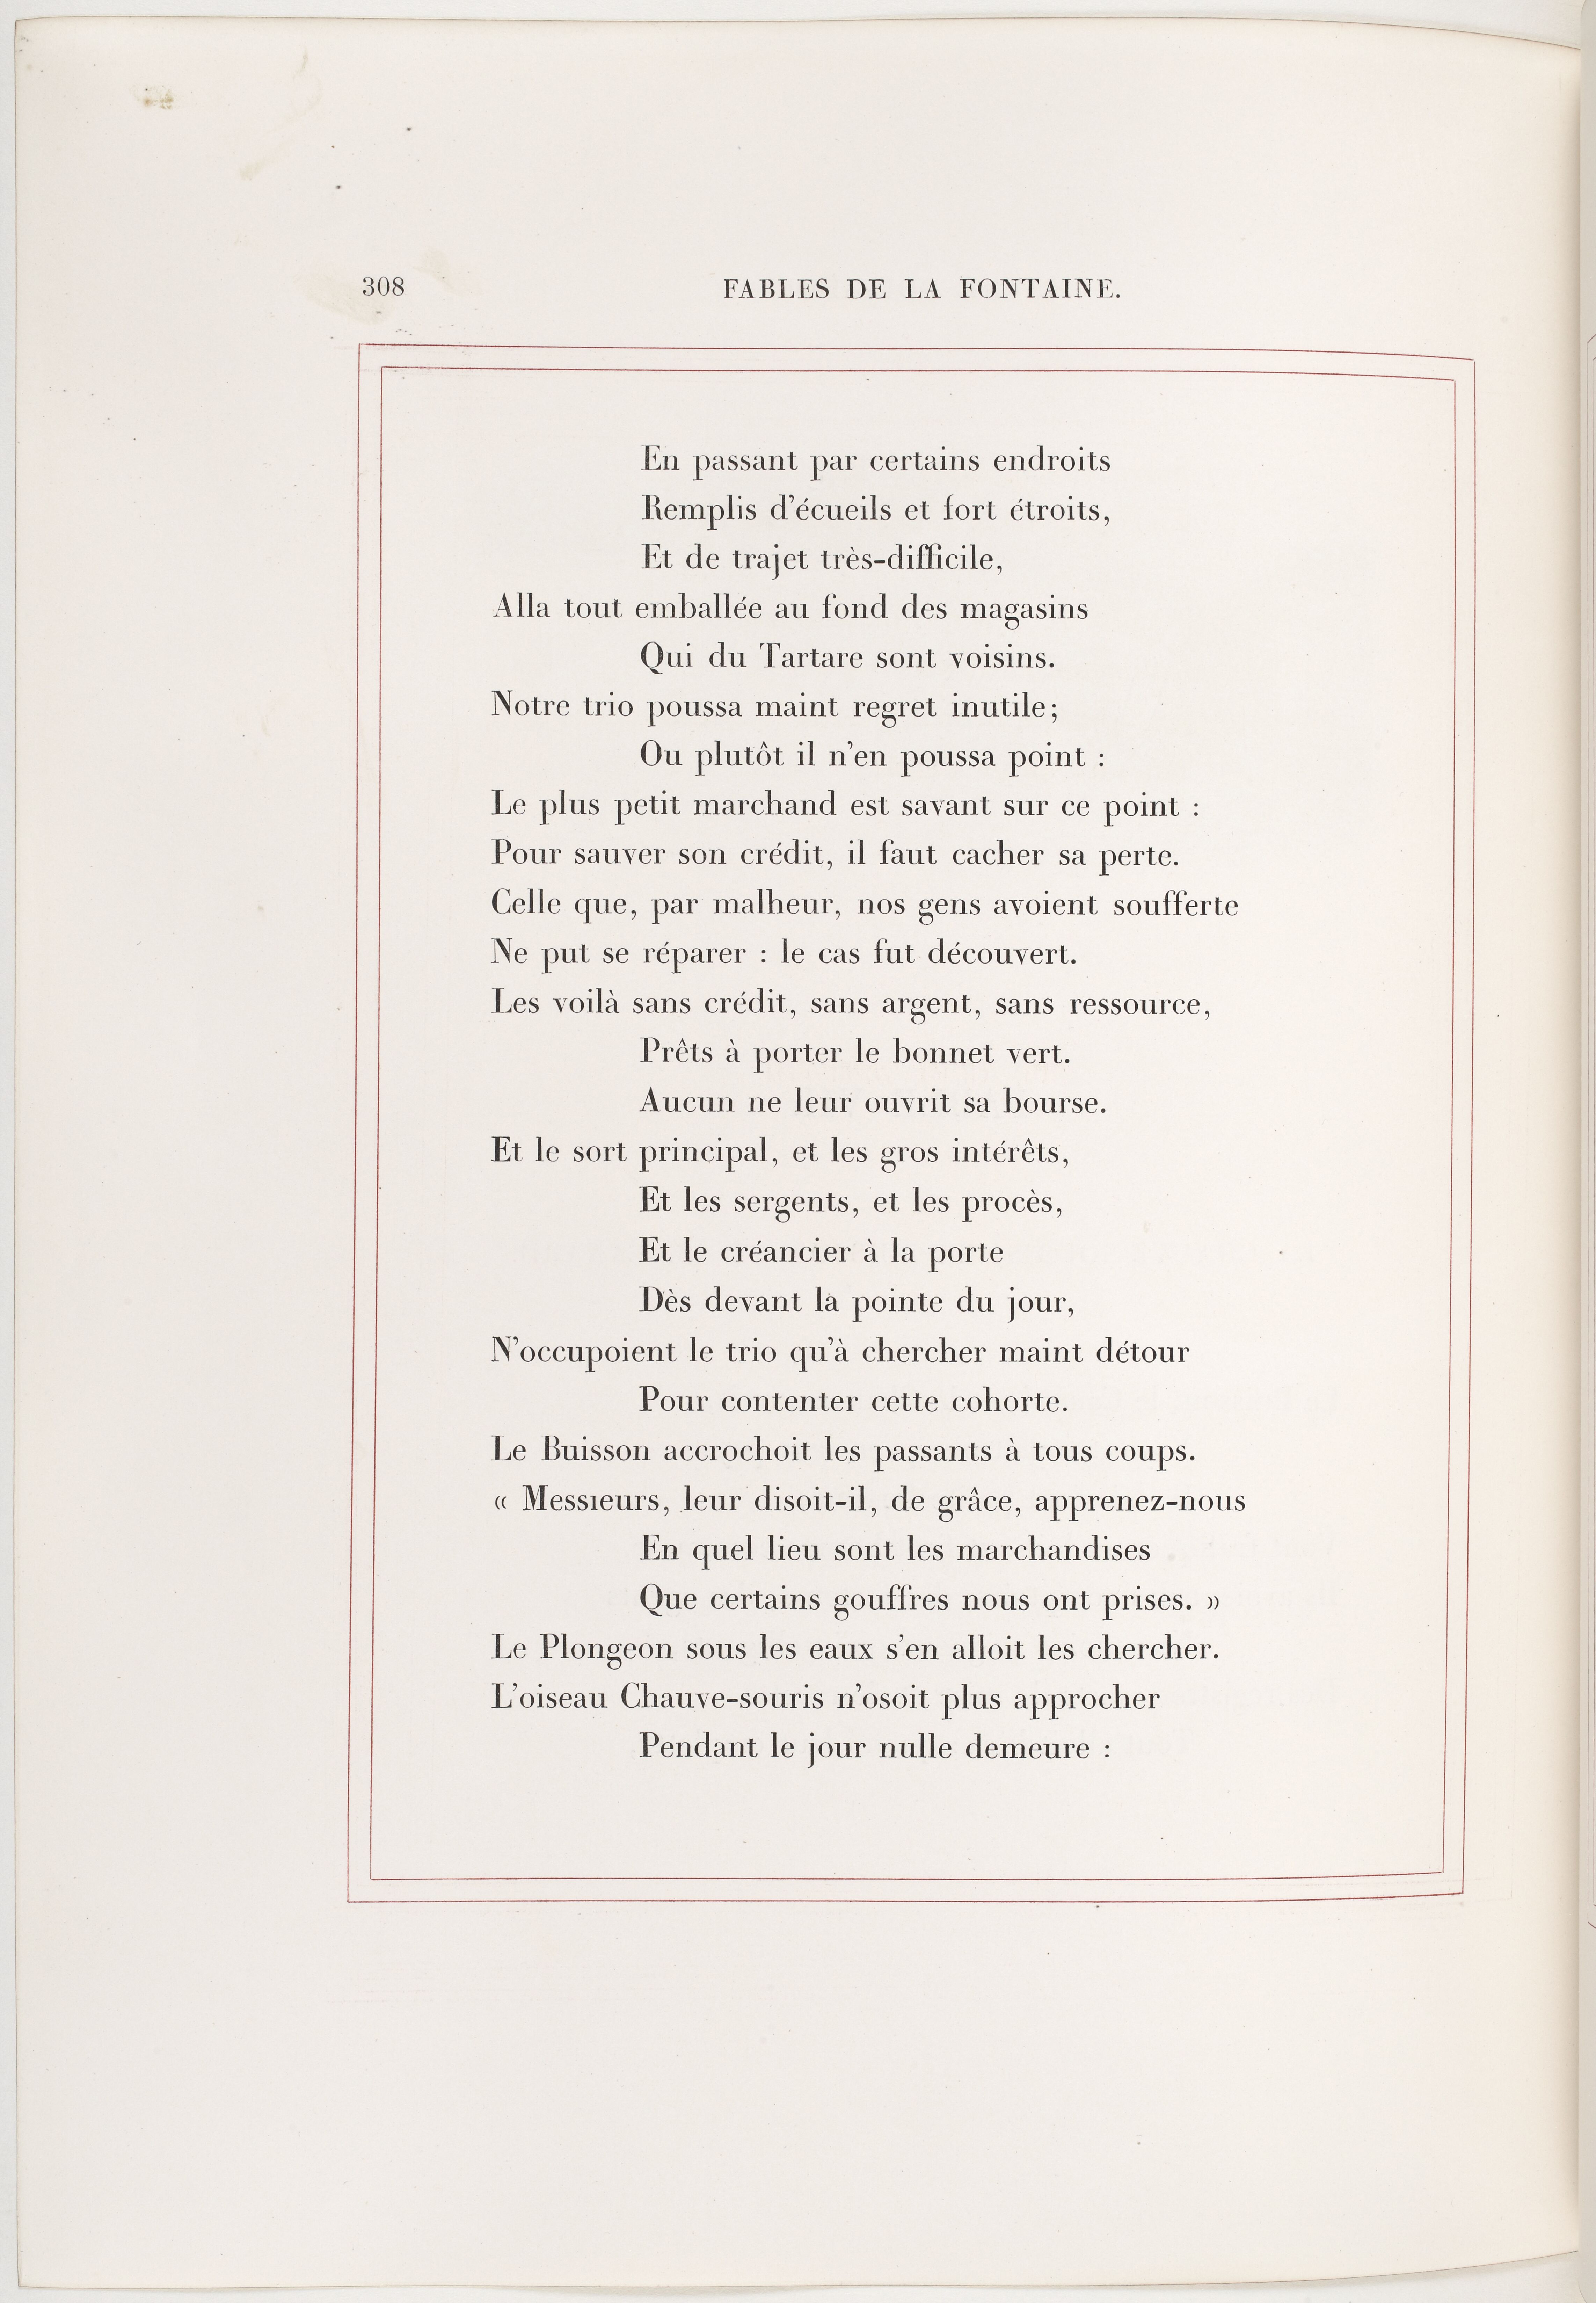 308
FABLES DE LA FONTAINE.
En passant par certains endroits
Remplis d'écueils et fort étroits,
Et de trajet très-difficile,
Alla tout emballée au fond des magasins
Qui du Tartare sont voisins.
Notre trio poussa maint regret inutile;
Ou plutôt il n'en poussa point :
Le plus petit marchand est savant sur ce point :
Pour sauver son crédit, il faut cacher sa perte.
Celle que, par malheur, nos gens avoient soufferte
Ne put se réparer : le cas fut découvert.
Les voilà sans crédit, sans argent, sans ressource,
Prêts à porter le bonnet vert.
Aucun ne leur ouvrit sa bourse.
Et le sort principal, et les gros intérêts,
Et les sergents, et les procès,
Et le créancier à la porte
Dès devant la pointe du jour,
N'occupoient le trio qu'à chercher maint détour
Pour contenter cette cohorte.
Le Buisson accrochoit les passants à tous coups.
« Messieurs, leur disoit-il, de grâce, apprenez-nous
En quel lieu sont les marchandises
Que certains gouffres nous ont prises. »
Le Plongeon sous les eaux s'en alloit les chercher.
L'oiseau Chauve-souris n'osoit plus approcher
Pendant le jour nulle demeure :